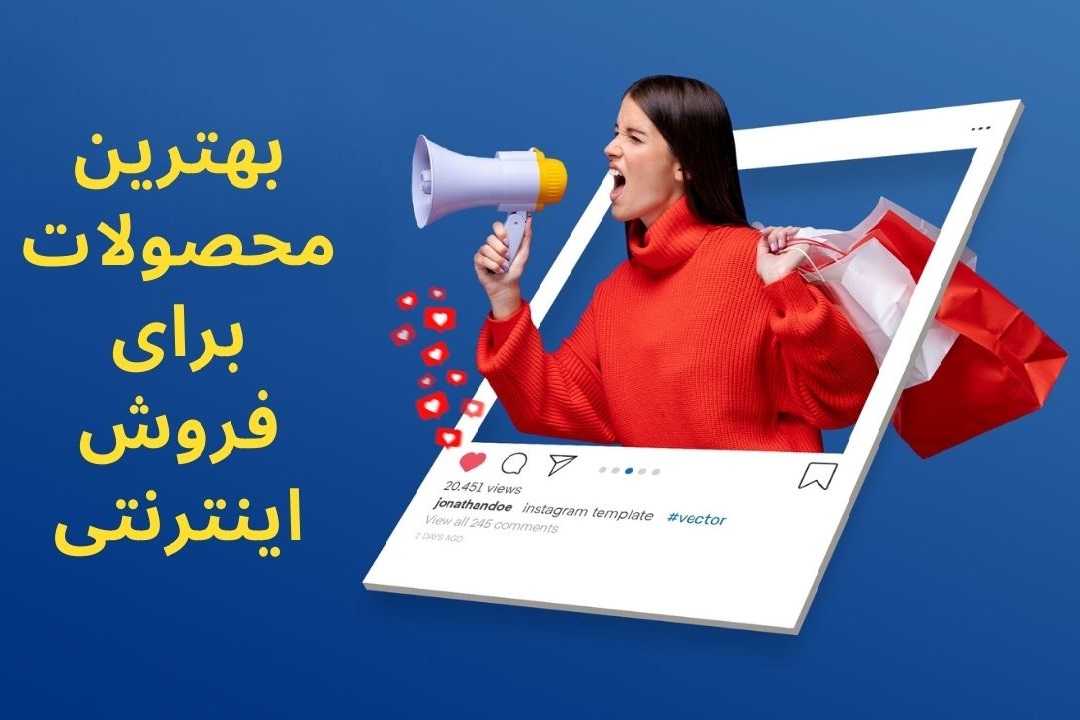 بهترین
محصولات
برای
فروش
اینترنتی
20.451 views
jonathandoe instagram template #vector
View all 245 comments
2 DAYS AGO